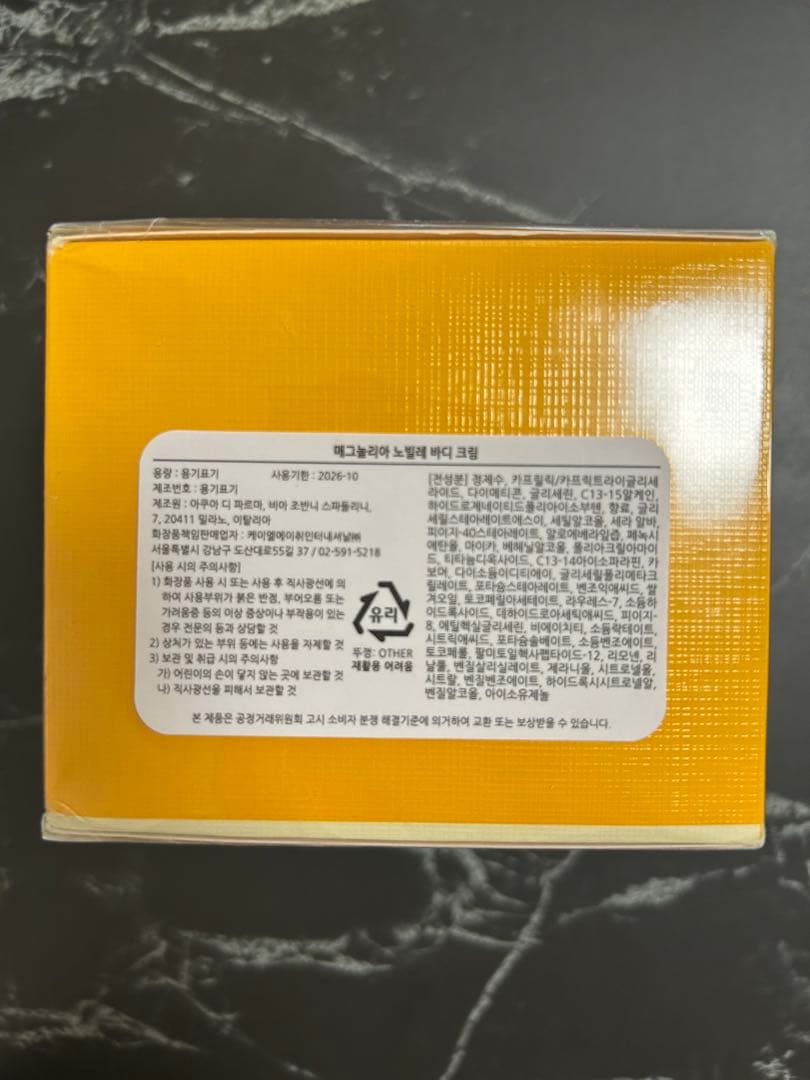 매그놀리아 노빌레 바디 크림
용량 : 용기표기 사용기한 : 2026-10
제조번호 : 용기표기
제조원 : 아쿠아 디 파르마, 비아 조반니 스파돌리니,
7, 20411 밀라노, 이탈리아
화장품책임판매업자 : 케이엘에이취인터내셔날㈜
서울특별시 강남구 도산대로55길 37 / 02-591-5218
[사용 시의 주의사항]
1) 화장품 사용 시 또는 사용 후 직사광선에 의
하여 사용부위가 붉은 반점, 부어오름 또는
가려움증 등의 이상 증상이나 부작용이 있는
경우 전문의 등과 상담할 것
2) 상처가 있는 부위 등에는 사용을 자제할 것
3) 보관 및 취급 시의 주의사항
가) 어린이의 손이 닿지 않는 곳에 보관할 것
나) 직사광선을 피해서 보관할 것
유리
뚜껑: OTHER
재활용 어려움
[전성분] 정제수, 카프릴릭/카프릭트라이글리세
라이드, 다이메티콘, 글리세린, C13-15알케인,
하이드로제네이티드폴리아이소부텐, 향료, 글리
세릴스테아레이트에스이, 세틸알코올, 세라 알바,
피이지-40스테아레이트, 알로에베라잎즙, 페녹시
에탄올, 마이카, 베헤닐알코올, 폴리아크릴아마이
드, 티타늄디옥사이드, C13-14아이소파라핀, 카
보머, 다이소듐이디티에이, 글리세릴폴리메타크
릴레이트, 포타슘스테아레이트, 벤조익애씨드, 쌀
겨오일, 토코페릴아세테이트, 라우레스-7, 소듐하
이드록사이드, 데하이드로아세틱애씨드, 피이지-
8, 에틸헥실글리세린, 비에이치티, 소듐락테이트,
시트릭애씨드, 포타슘솔베이트, 소듐벤조에이트,
토코페롤, 팔미토일헥사펩타이드-12, 리모넨, 리
날룰, 벤질살리실레이트, 제라니올, 시트로넬올,
시트랄, 벤질벤조에이트, 하이드록시시트로넬알,
벤질알코올, 아이소유제놀
본 제품은 공정거래위원회 고시 소비자 분쟁 해결기준에 의거하여 교환 또는 보상받을 수 있습니다.